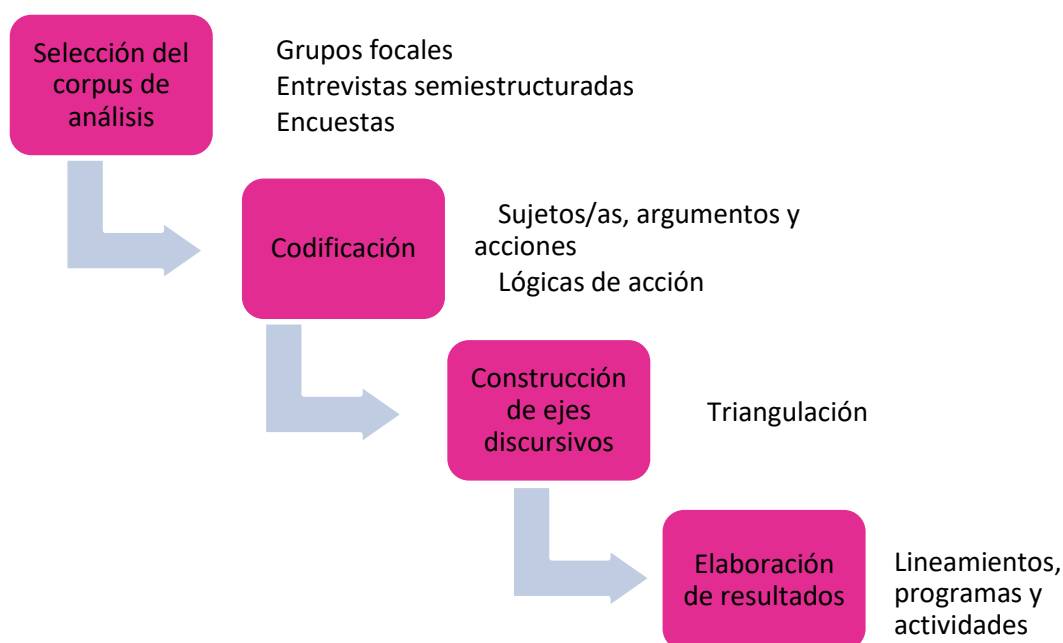 Selección del
corpus de
análisis
Grupos focales
Entrevistas semiestructuradas
Encuestas
Codificación
Sujetos/as, argumentos y
acciones
Lógicas de acción
Construcción
de ejes
discursivos
Triangulación
Elaboración
de resultados
Lineamientos,
programas y
actividades